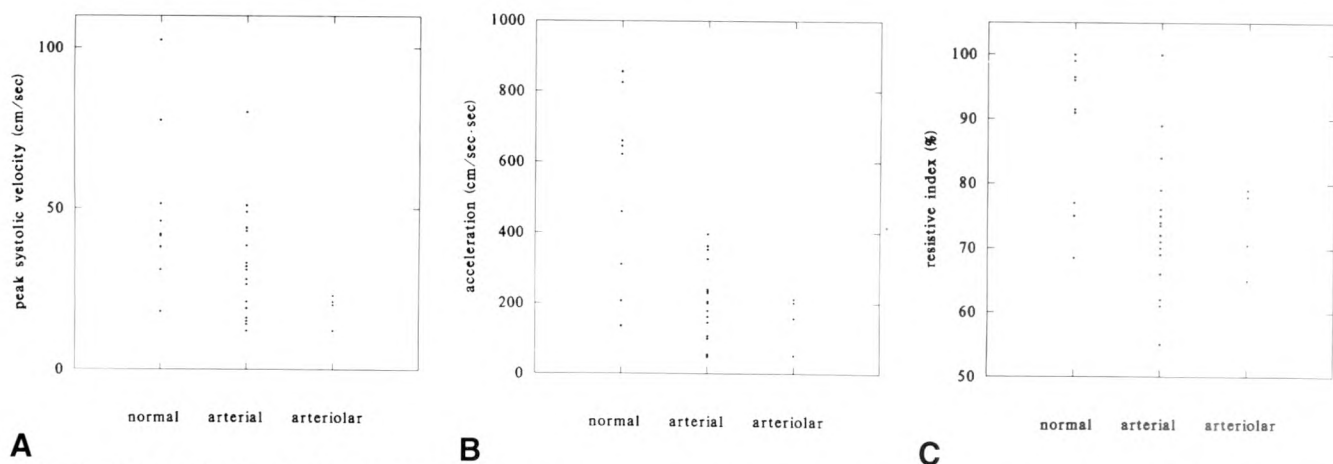 peak systolic velocity (cm/sec)
100
50
0
normal arterial arteriolar
A
acceleration (cm/sec·sec)
1000
800
600
400
200
0
normal arterial arteriolar
B
resistive index (%)
100
90
80
70
60
50
normal arterial arteriolar
C